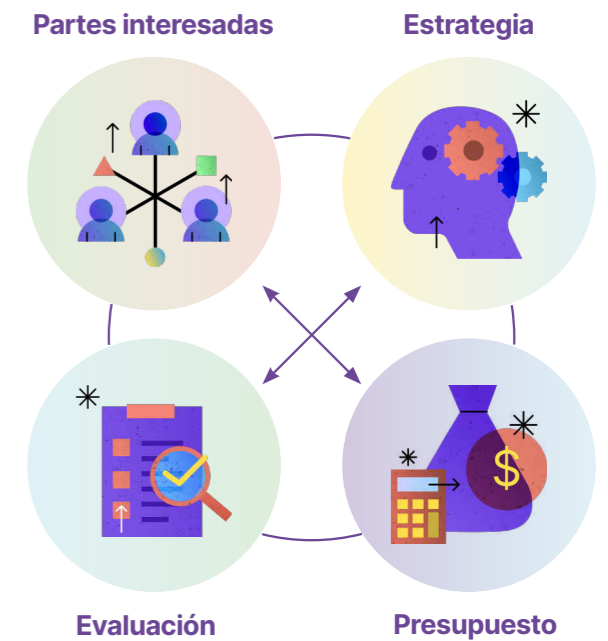 Partes interesadas
Estrategia
$
Evaluación
Presupuesto